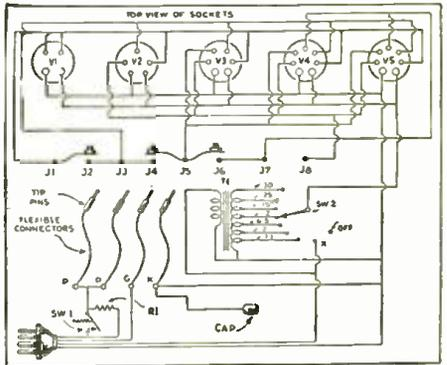 TOP VIEW OF SOCKETS
V1 V2 V3 V4 V5
J1 J2 J3 J4 J5 J6 J7 J8
T1
30
SW 2
OFF
X
TIP PINS
FLEXIBLE CONNECTORS
P G K
SW 1
R1
CAP